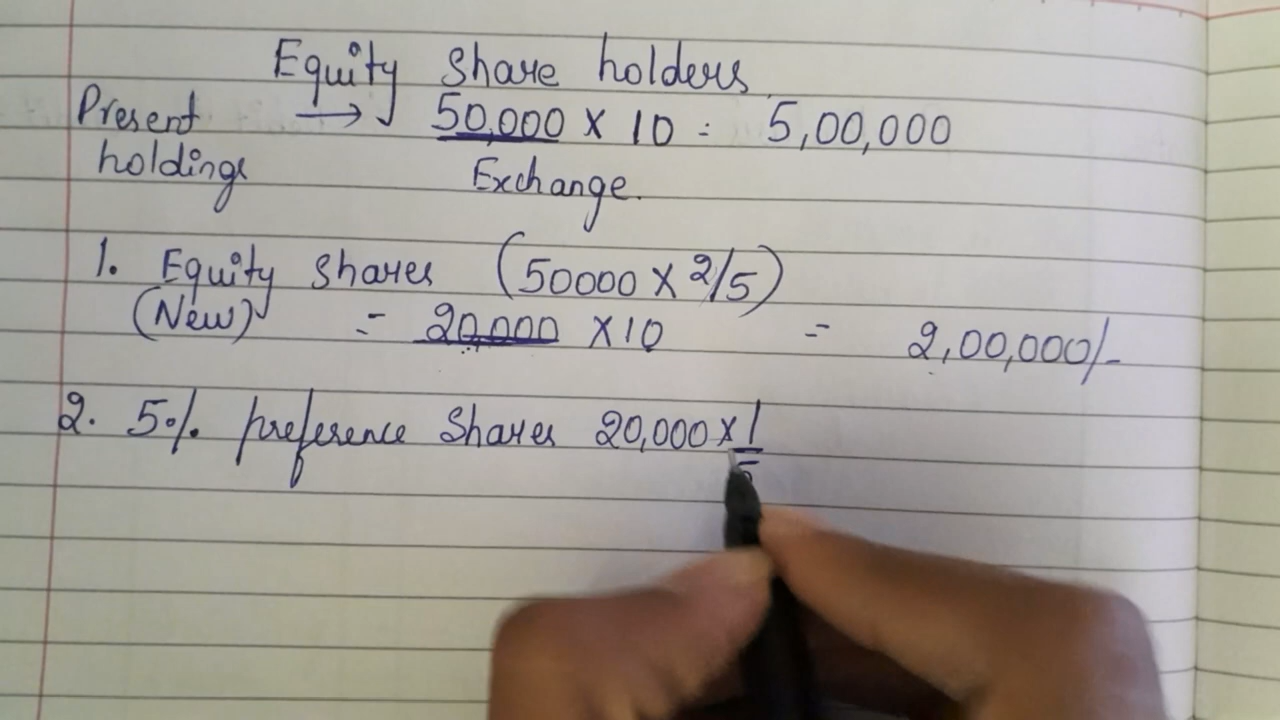 Equity Share holders
Present → 50,000 X 10 = 5,00,000
holdings Exchange.
1. Equity Shares (50000 X 2/5)
(New) = 20,000 X 10 = 2,00,000/-
2. 5% preference Shares 20,000 X 1/5